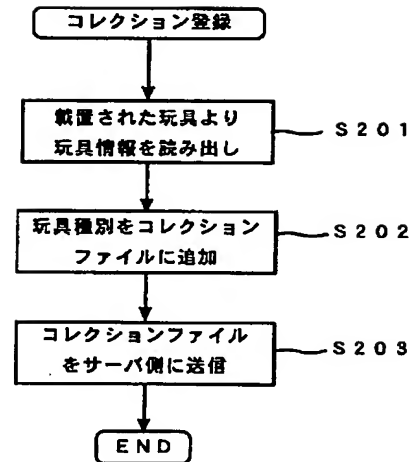 コレクション登録
載置された玩具より
玩具情報を読み出し
S201
玩具種別をコレクション
ファイルに追加
S202
コレクションファイル
をサーバ側に送信
S203
END